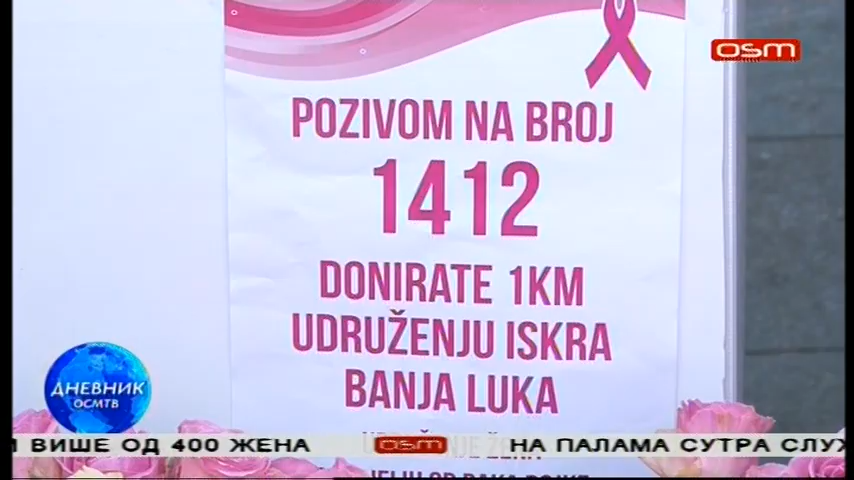 OSM
POZIVOM NA BROJ
1412
DONIRATE 1KM
UDRUŽENJU ISKRA
BANJA LUKA
ДНЕВНИК
ОСМТВ
ВИШЕ ОД 400 ЖЕНА OSM НА ПАЛАМА СУТРА СЛУ